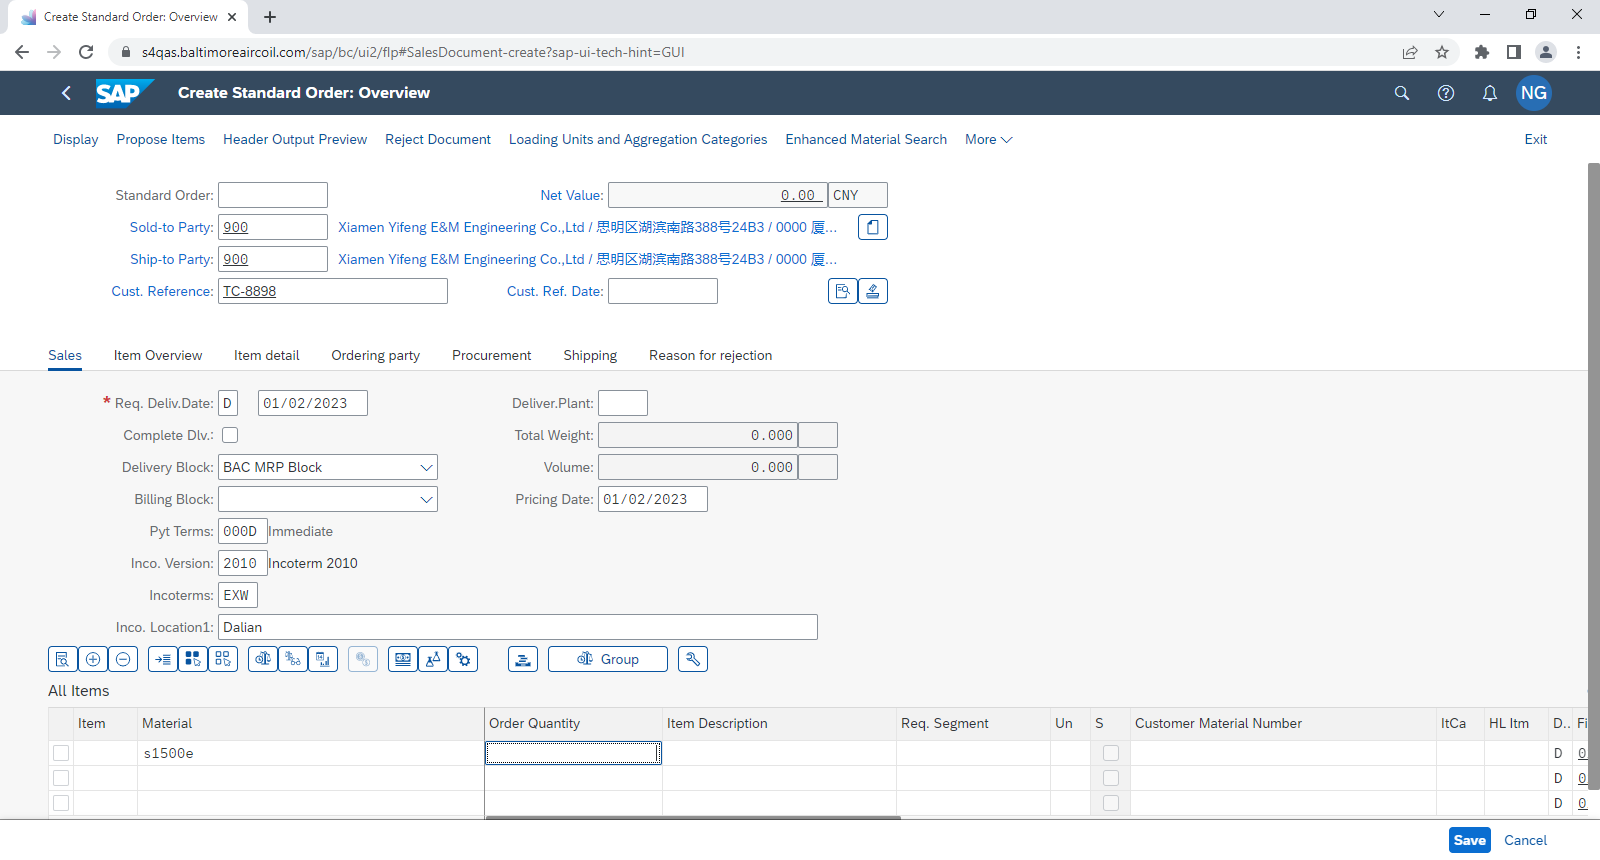 Create Standard Order: Overview
s4qas.baltimoreaircoil.com/sap/bc/ui2/flp#SalesDocument-create?sap-ui-tech-hint=GUI
SAP Create Standard Order: Overview NG
Display Propose Items Header Output Preview Reject Document Loading Units and Aggregation Categories Enhanced Material Search More Exit
Standard Order: Net Value: 0.00 CNY
Sold-to Party: 900 Xiamen Yifeng E&M Engineering Co.,Ltd / 思明区湖滨南路388号24B3 / 0000 厦...
Ship-to Party: 900 Xiamen Yifeng E&M Engineering Co.,Ltd / 思明区湖滨南路388号24B3 / 0000 厦...
Cust. Reference: TC-8898 Cust. Ref. Date:
Sales Item Overview Item detail Ordering party Procurement Shipping Reason for rejection
* Req. Deliv.Date: D 01/02/2023 Deliver.Plant:
Complete Dlv.: Total Weight: 0.000
Delivery Block: BAC MRP Block Volume: 0.000
Billing Block: Pricing Date: 01/02/2023
Pyt Terms: 000D Immediate
Inco. Version: 2010 Incoterm 2010
Incoterms: EXW
Inco. Location1: Dalian
Group
All Items
Item Material Order Quantity Item Description Req. Segment Un S Customer Material Number ItCa HL Itm D.. Fi
s1500e D 0
D 0
D 0
Save Cancel